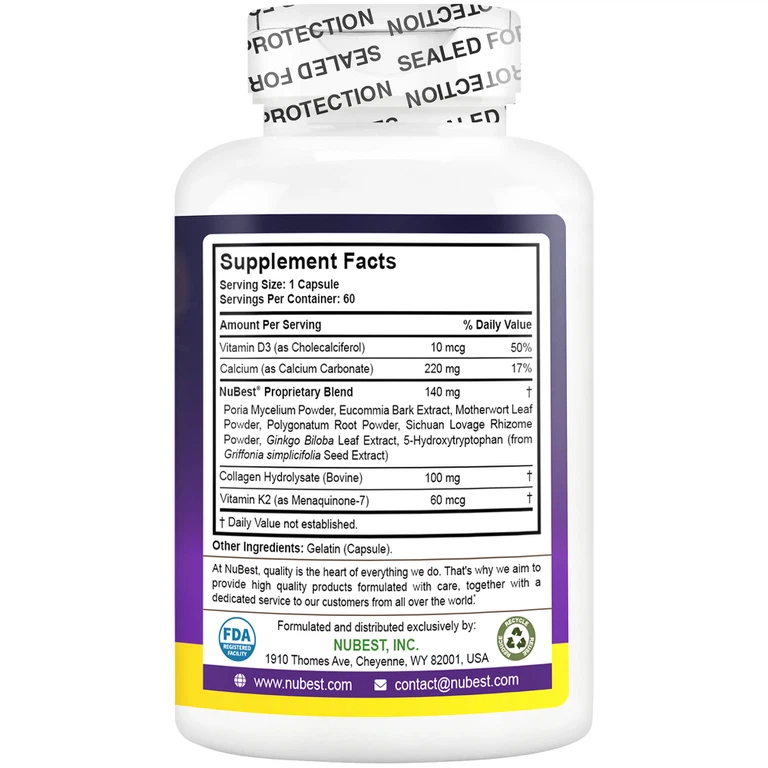 PROTECTION NOITCETO
SEALED FOR SEALED FOR
PROTECTION NOITCETO
SEALED
Supplement Facts
Serving Size: 1 Capsule
Servings Per Container: 60
Amount Per Serving % Daily Value
Vitamin D3 (as Cholecalciferol) 10 mcg 50%
Calcium (as Calcium Carbonate) 220 mg 17%
NuBest® Proprietary Blend 140 mg †
Poria Mycelium Powder, Eucommia Bark Extract, Motherwort Leaf
Powder, Polygonatum Root Powder, Sichuan Lovage Rhizome
Powder, Ginkgo Biloba Leaf Extract, 5-Hydroxytryptophan (from
Griffonia simplicifolia Seed Extract)
Collagen Hydrolysate (Bovine) 100 mg †
Vitamin K2 (as Menaquinone-7) 60 mcg †
† Daily Value not established.
Other Ingredients: Gelatin (Capsule).
At NuBest, quality is the heart of everything we do. That's why we aim to
provide high quality products formulated with care, together with a
dedicated service to our customers from all over the world.*
FDA
REGISTERED
FACILITY
Formulated and distributed exclusively by:
NUBEST, INC.
1910 Thomes Ave, Cheyenne, WY 82001, USA
RECYCLE
REDUCE
REUSE
www.nubest.com contact@nubest.com